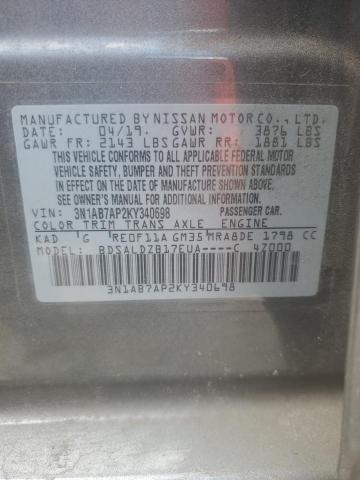 MANUFACTURED BY NISSAN MOTOR CO., LTD.
DATE: 04/19. GVWR: 3876 LBS
GAWR FR: 2143 LBS GAWR RR: 1881 LBS
THIS VEHICLE CONFORMS TO ALL APPLICABLE FEDERAL MOTOR
VEHICLE SAFETY, BUMPER AND THEFT PREVENTION STANDARDS
IN EFFECT ON THE DATE OF MANUFACTURE SHOWN ABOVE.
SEE OWNER'S MANUAL FOR ADDITIONAL INFORMATION.
VIN: 3N1AB7AP2KY340698 PASSENGER CAR.
COLOR TRIM TRANS AXLE ENGINE
KAD G RE0F11A GM35 MRA8DE 1798 CC
MODEL: BDSALDZB17EUA----C 4Z000
3N1AB7AP2KY340698